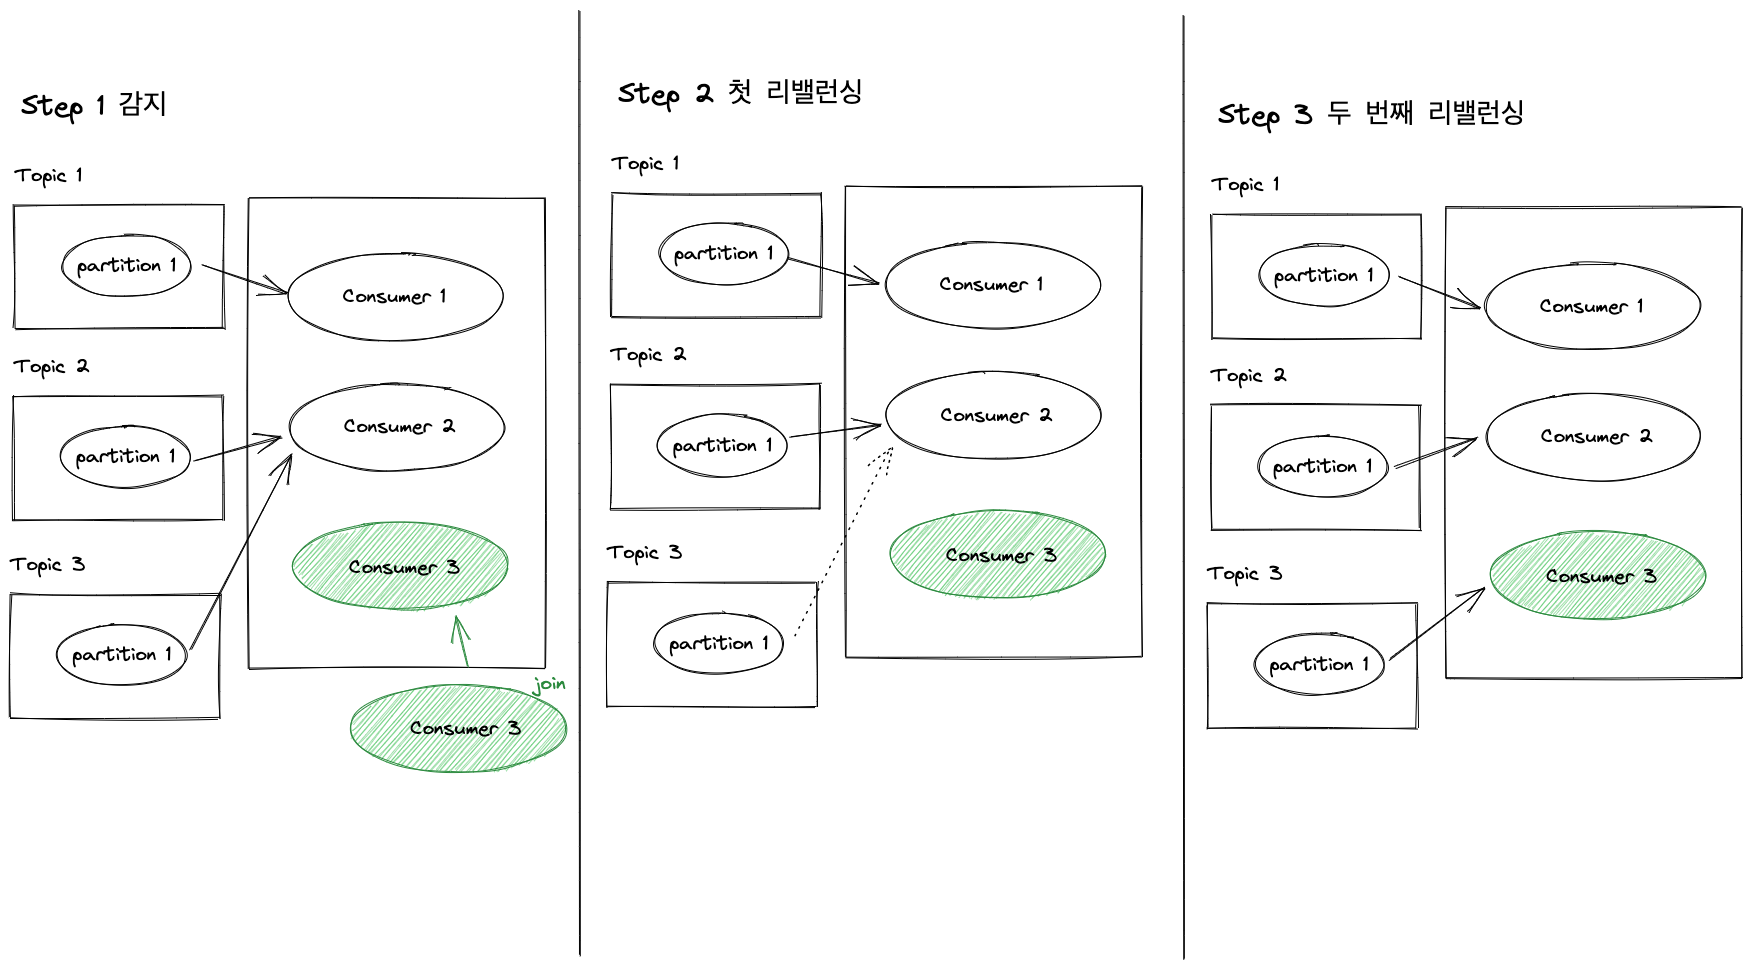 Step 1 감지
Topic 1
partition 1
Consumer 1
Topic 2
partition 1
Consumer 2
Topic 3
partition 1
Consumer 3
join
Consumer 3
Step 2 첫 리밸런싱
Topic 1
partition 1
Consumer 1
Topic 2
partition 1
Consumer 2
Topic 3
partition 1
Consumer 3
Step 3 두 번째 리밸런싱
Topic 1
partition 1
Consumer 1
Topic 2
partition 1
Consumer 2
Topic 3
partition 1
Consumer 3